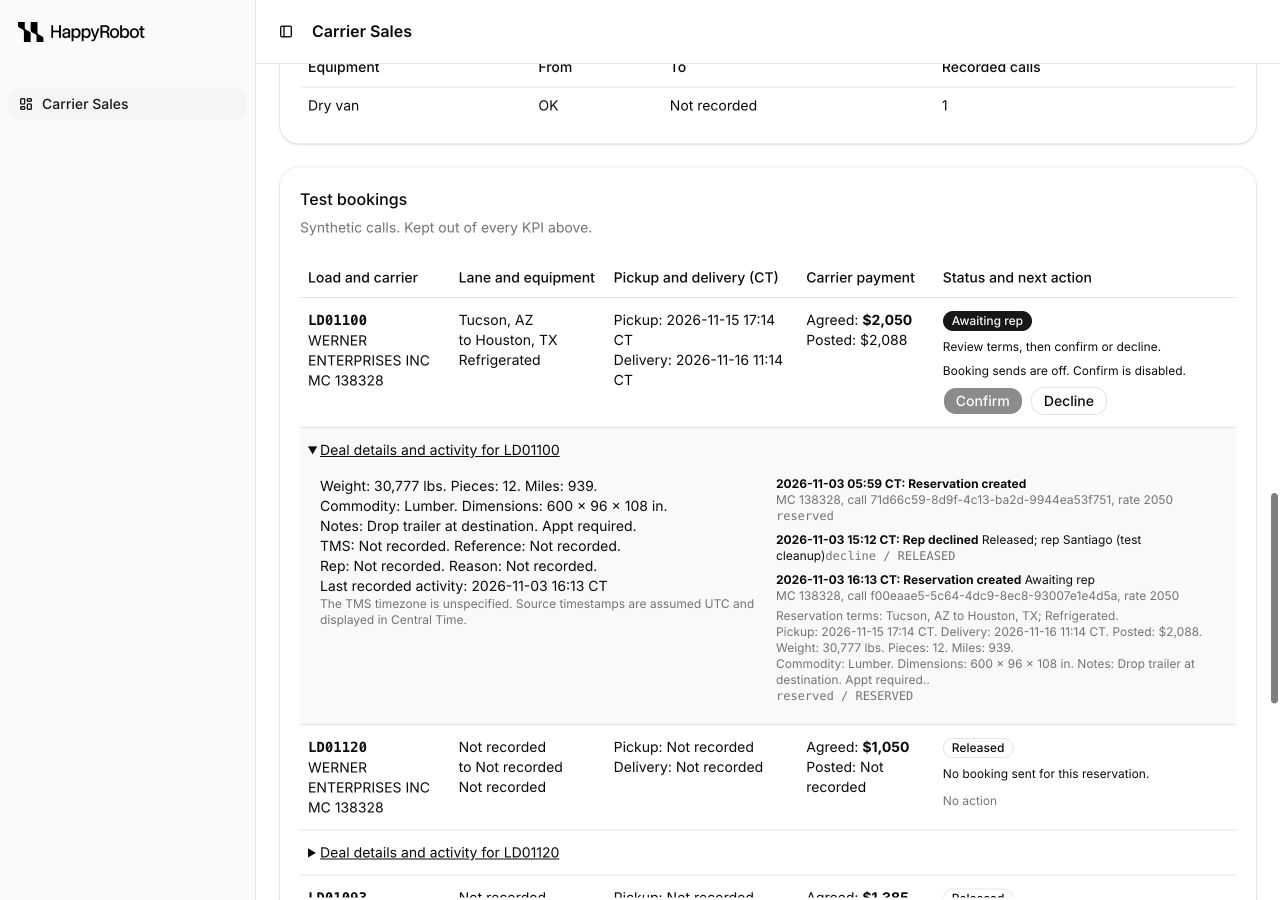 HappyRobot
Carrier Sales
Carrier Sales
Equipment From To Recorded calls
Dry van OK Not recorded 1
Test bookings
Synthetic calls. Kept out of every KPI above.
Load and carrier Lane and equipment Pickup and delivery (CT) Carrier payment Status and next action
LD01100
WERNER
ENTERPRISES INC
MC 138328
Tucson, AZ
to Houston, TX
Refrigerated
Pickup: 2026-11-15 17:14
CT
Delivery: 2026-11-16 11:14
CT
Agreed: $2,050
Posted: $2,088
Awaiting rep
Review terms, then confirm or decline.
Booking sends are off. Confirm is disabled.
Confirm Decline
Deal details and activity for LD01100
Weight: 30,777 lbs. Pieces: 12. Miles: 939.
Commodity: Lumber. Dimensions: 600 × 96 × 108 in.
Notes: Drop trailer at destination. Appt required.
TMS: Not recorded. Reference: Not recorded.
Rep: Not recorded. Reason: Not recorded.
Last recorded activity: 2026-11-03 16:13 CT
The TMS timezone is unspecified. Source timestamps are assumed UTC and
displayed in Central Time.
2026-11-03 05:59 CT: Reservation created
MC 138328, call 71d66c59-8d9f-4c13-ba2d-9944ea53f751, rate 2050
reserved
2026-11-03 15:12 CT: Rep declined Released; rep Santiago (test
cleanup)decline / RELEASED
2026-11-03 16:13 CT: Reservation created Awaiting rep
MC 138328, call f00eaae5-5c64-4dc9-8ec8-93007e1e4d5a, rate 2050
Reservation terms: Tucson, AZ to Houston, TX; Refrigerated.
Pickup: 2026-11-15 17:14 CT. Delivery: 2026-11-16 11:14 CT. Posted: $2,088.
Weight: 30,777 lbs. Pieces: 12. Miles: 939.
Commodity: Lumber. Dimensions: 600 × 96 × 108 in. Notes: Drop trailer at
destination. Appt required..
reserved / RESERVED
LD01120
WERNER
ENTERPRISES INC
MC 138328
Not recorded
to Not recorded
Not recorded
Pickup: Not recorded
Delivery: Not recorded
Agreed: $1,050
Posted: Not
recorded
Released
No booking sent for this reservation.
No action
Deal details and activity for LD01120
LD01093 Not recorded Pickup: Not recorded Agreed: $1,385 Released